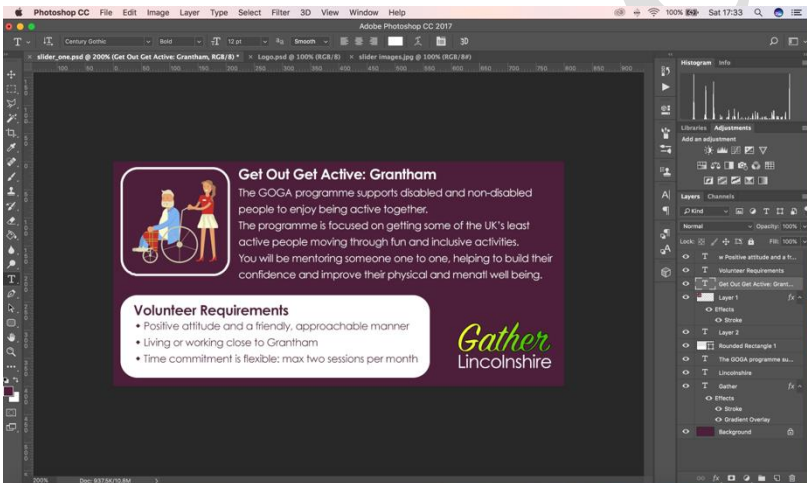 Photoshop CC File Edit Image Layer Type Select Filter 3D View Window Help 100% Sat 17:33
Adobe Photoshop CC 2017
Century Gothic Bold 12 pt Smooth 3D
× slider_one.psd @ 200% (Get Out Get Active: Grantham, RGB/8) * × Logo.psd @ 100% (RGB/8) × slider images.jpg @ 100% (RGB/8#)
Histogram Info
Libraries Adjustments
Add an adjustment
Get Out Get Active: Grantham
The GOGA programme supports disabled and non-disabled
people to enjoy being active together.
The programme is focused on getting some of the UK's least
active people moving through fun and inclusive activities.
You will be mentoring someone one to one, helping to build their
confidence and improve their physical and menatl well being.
Volunteer Requirements
• Positive attitude and a friendly, approachable manner
• Living or working close to Grantham
• Time commitment is flexible: max two sessions per month
Gather
Lincolnshire
Layers Channels
Kind
Normal Opacity: 100%
Lock: Fill: 100%
w Positive attitude and a fr...
Volunteer Requirements
Get Out Get Active: Grant...
Layer 1 fx
Effects
Stroke
Layer 2
Rounded Rectangle 1
The GOGA programme su...
Lincolnshire
Gather fx
Effects
Stroke
Gradient Overlay
Background
200% Doc: 937.5K/10.8M